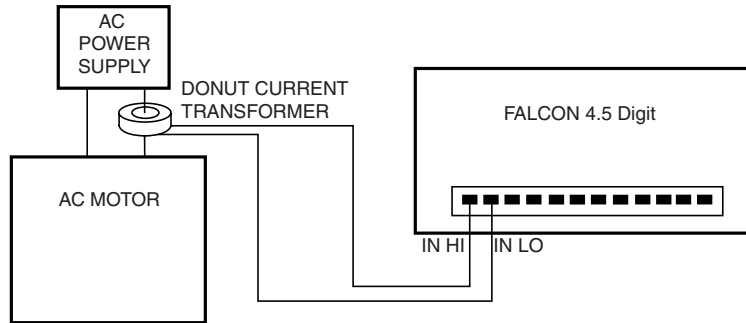 AC
POWER
SUPPLY
DONUT CURRENT
TRANSFORMER
FALCON 4.5 Digit
AC MOTOR
IN HI
IN LO